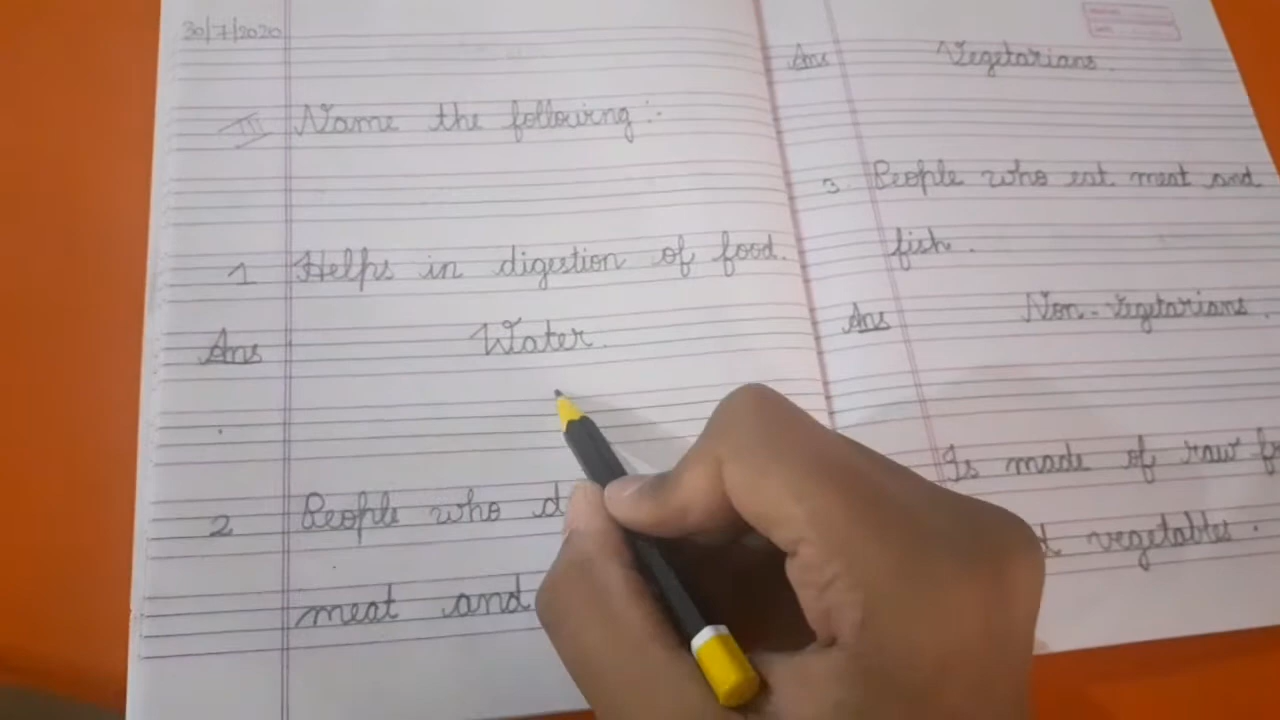 30/7/2020
III Name the following :-
1 Helps in digestion of food.
Ans Water.
2 People who d
meat and
Ans Vegetarians.
3. People who eat meat and
fish.
Ans Non-Vegetarians.
Is made of raw
vegetables.